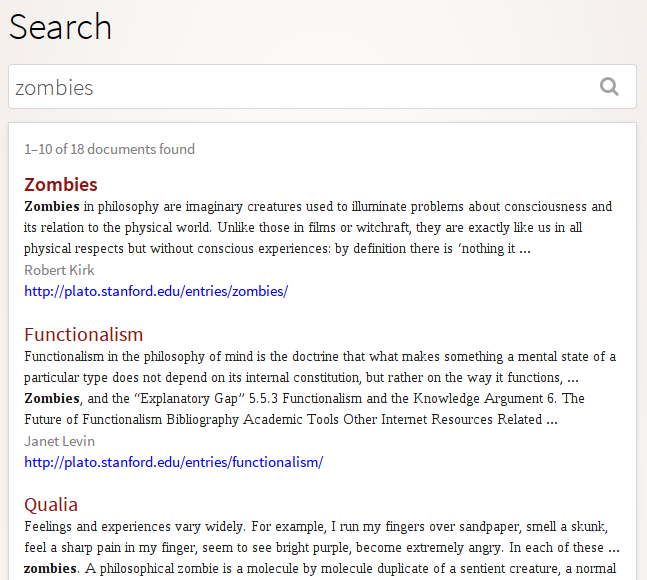 Search
zombies
1–10 of 18 documents found
Zombies
Zombies in philosophy are imaginary creatures used to illuminate problems about consciousness and
its relation to the physical world. Unlike those in films or witchcraft, they are exactly like us in all
physical respects but without conscious experiences: by definition there is ‘nothing it ...
Robert Kirk
http://plato.stanford.edu/entries/zombies/
Functionalism
Functionalism in the philosophy of mind is the doctrine that what makes something a mental state of a
particular type does not depend on its internal constitution, but rather on the way it functions, ...
Zombies, and the “Explanatory Gap” 5.5.3 Functionalism and the Knowledge Argument 6. The
Future of Functionalism Bibliography Academic Tools Other Internet Resources Related ...
Janet Levin
http://plato.stanford.edu/entries/functionalism/
Qualia
Feelings and experiences vary widely. For example, I run my fingers over sandpaper, smell a skunk,
feel a sharp pain in my finger, seem to see bright purple, become extremely angry. In each of these ...
zombies. A philosophical zombie is a molecule by molecule duplicate of a sentient creature, a normal